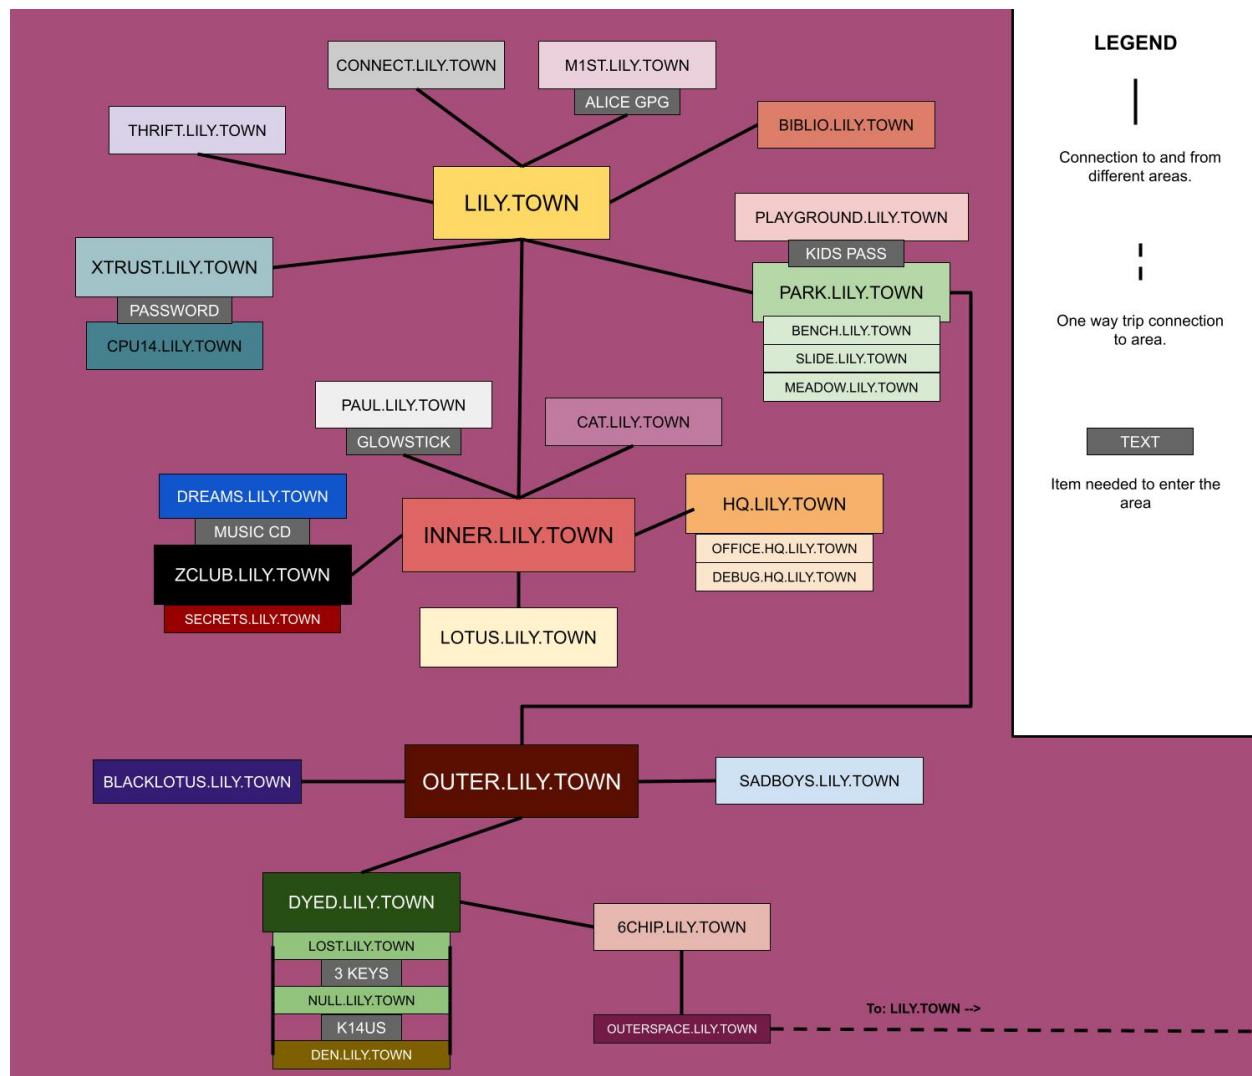 CONNECT.LILY.TOWN
M1ST.LILY.TOWN
ALICE GPG
THRIFT.LILY.TOWN
BIBLIO.LILY.TOWN
LILY.TOWN
PLAYGROUND.LILY.TOWN
KIDS PASS
XTRUST.LILY.TOWN
PASSWORD
CPU14.LILY.TOWN
PARK.LILY.TOWN
BENCH.LILY.TOWN
SLIDE.LILY.TOWN
MEADOW.LILY.TOWN
PAUL.LILY.TOWN
GLOWSTICK
CAT.LILY.TOWN
DREAMS.LILY.TOWN
MUSIC CD
ZCLUB.LILY.TOWN
SECRETS.LILY.TOWN
INNER.LILY.TOWN
HQ.LILY.TOWN
OFFICE.HQ.LILY.TOWN
DEBUG.HQ.LILY.TOWN
LOTUS.LILY.TOWN
BLACKLOTUS.LILY.TOWN
OUTER.LILY.TOWN
SADBOYS.LILY.TOWN
DYED.LILY.TOWN
LOST.LILY.TOWN
3 KEYS
NULL.LILY.TOWN
K14US
DEN.LILY.TOWN
6CHIP.LILY.TOWN
OUTERSPACE.LILY.TOWN
To: LILY.TOWN -->
LEGEND
Connection to and from
different areas.
One way trip connection
to area.
TEXT
Item needed to enter the
area